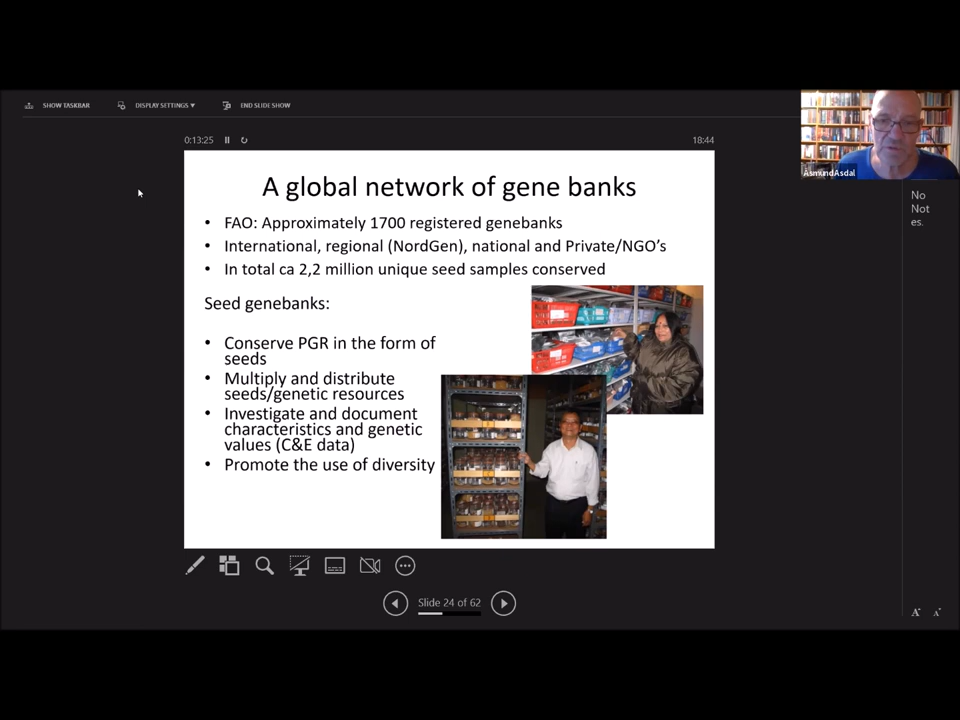 SHOW TASKBAR
DISPLAY SETTINGS ▼
END SLIDE SHOW
0:13:25
18:44
ÅsmundAsdal
No
Not
es.
A global network of gene banks
• FAO: Approximately 1700 registered genebanks
• International, regional (NordGen), national and Private/NGO’s
• In total ca 2,2 million unique seed samples conserved
Seed genebanks:
• Conserve PGR in the form of
seeds
• Multiply and distribute
seeds/genetic resources
• Investigate and document
characteristics and genetic
values (C&E data)
• Promote the use of diversity
Slide 24 of 62
A
A